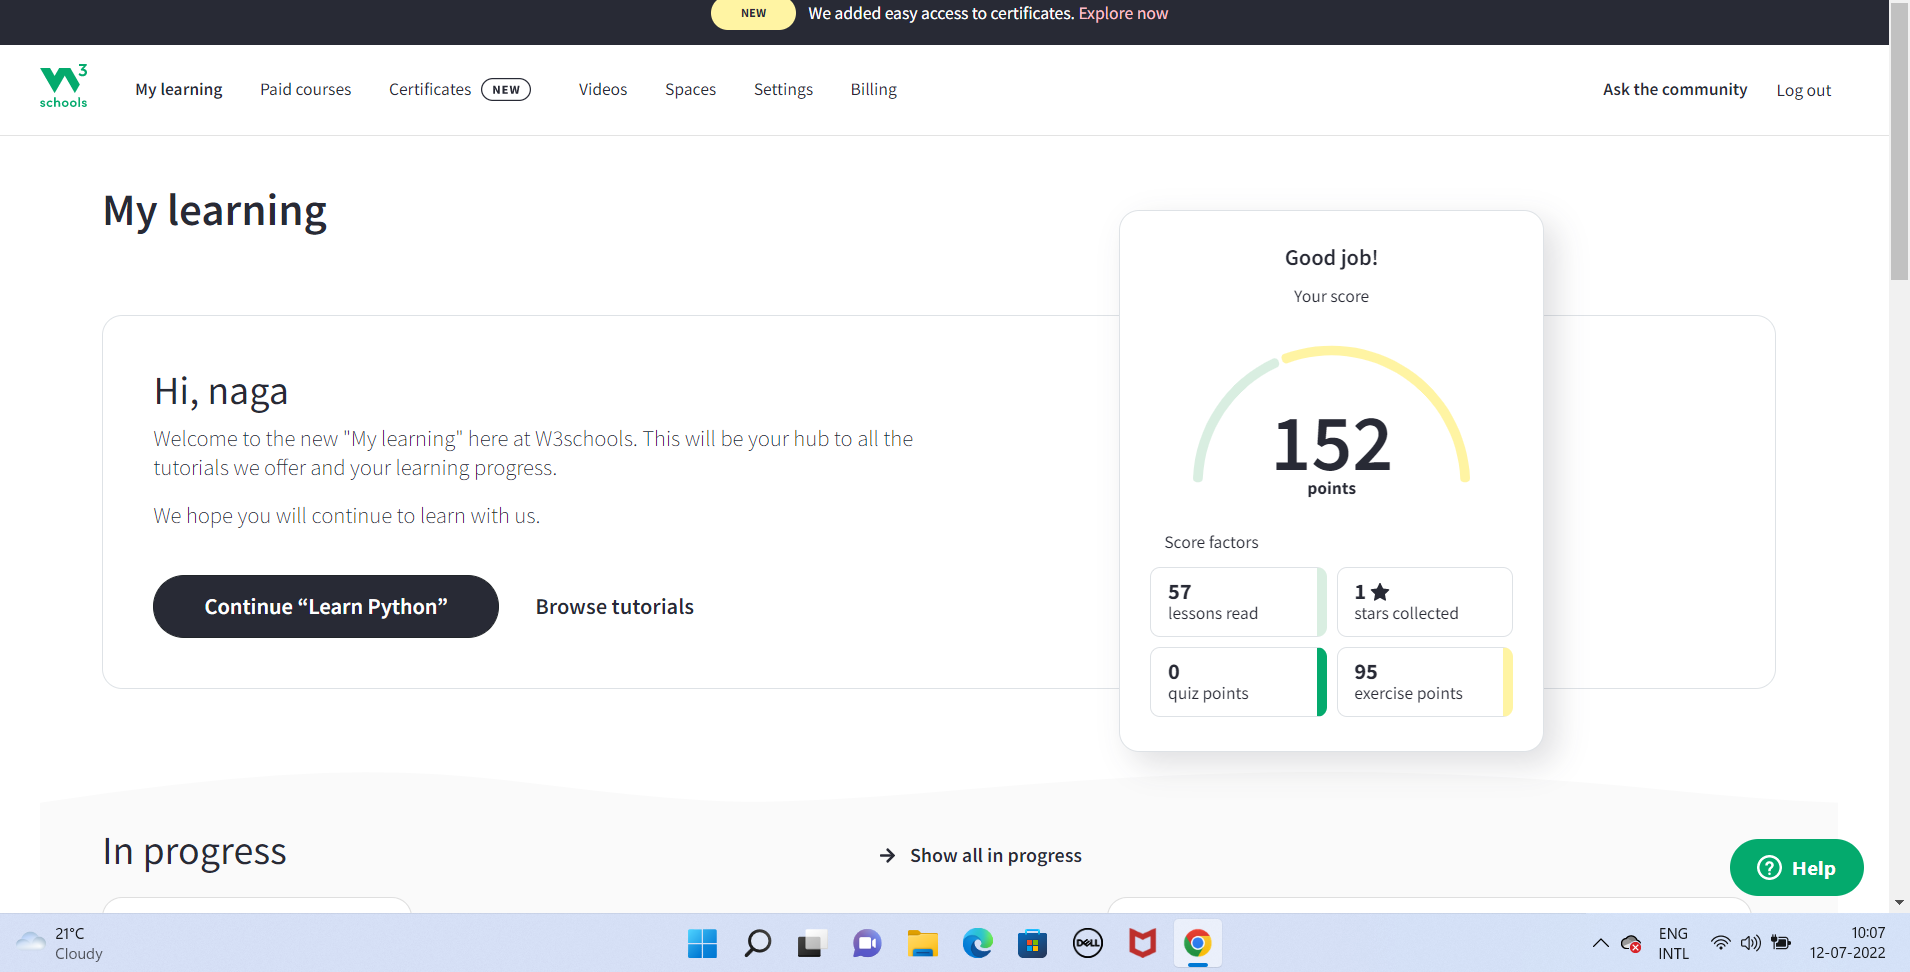 NEW We added easy access to certificates. Explore now
W3 schools
My learning Paid courses Certificates NEW Videos Spaces Settings Billing Ask the community Log out
My learning
Hi, naga
Welcome to the new "My learning" here at W3schools. This will be your hub to all the
tutorials we offer and your learning progress.
We hope you will continue to learn with us.
Continue “Learn Python” Browse tutorials
Good job!
Your score
152
points
Score factors
57
lessons read
1 ★
stars collected
0
quiz points
95
exercise points
In progress
→ Show all in progress
? Help
21°C
Cloudy
DELL
ENG
INTL
10:07
12-07-2022